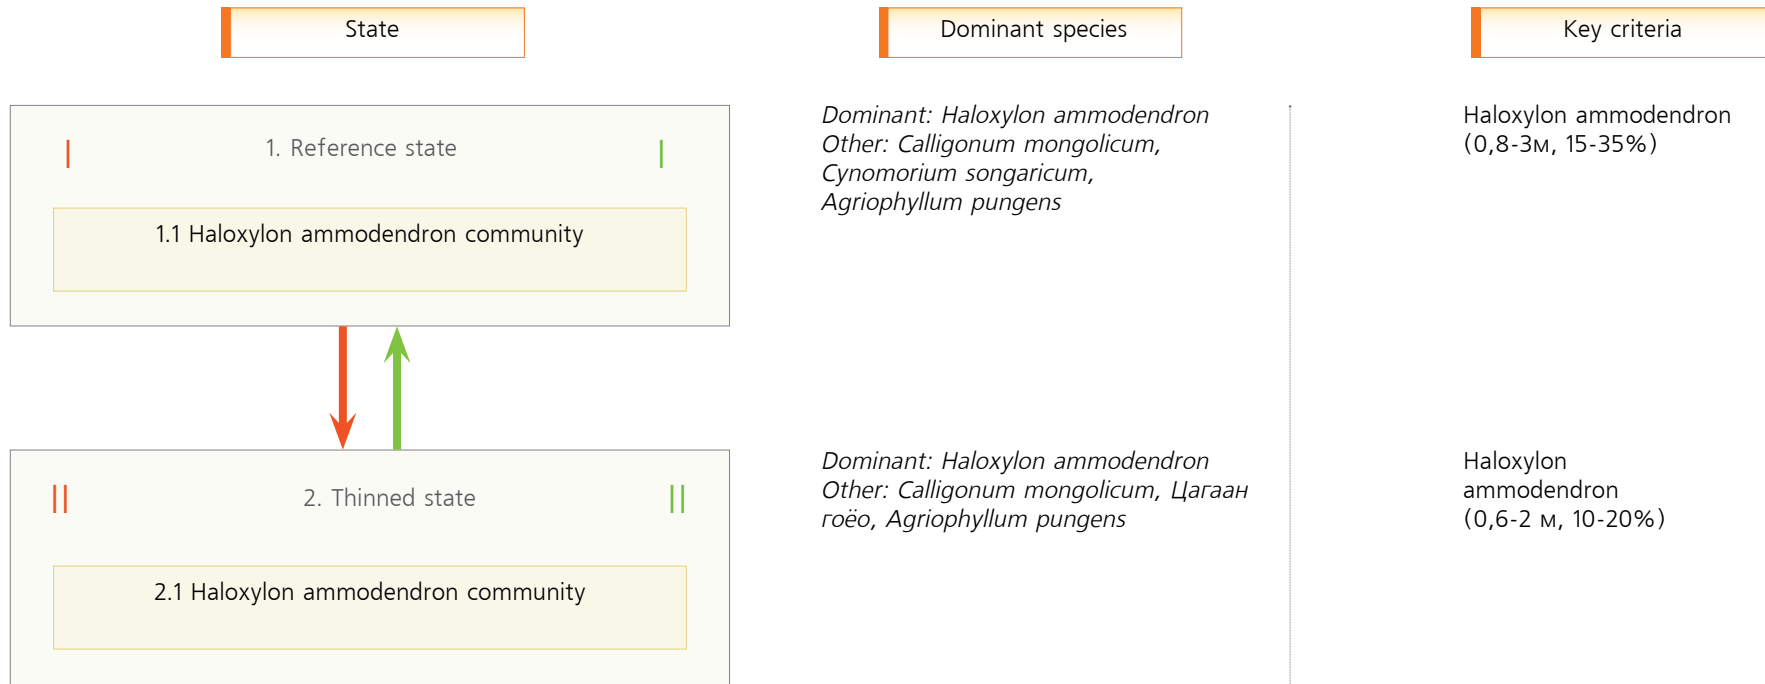 State
Dominant species
Key criteria
1. Reference state
1.1 Haloxylon ammodendron community
Dominant: Haloxylon ammodendron
Other: Calligonum mongolicum,
Cynomorium songaricum,
Agriophyllum pungens
Haloxylon ammodendron
(0,8-3м, 15-35%)
2. Thinned state
2.1 Haloxylon ammodendron community
Dominant: Haloxylon ammodendron
Other: Calligonum mongolicum, Цагаан
гоёо, Agriophyllum pungens
Haloxylon
ammodendron
(0,6-2 м, 10-20%)